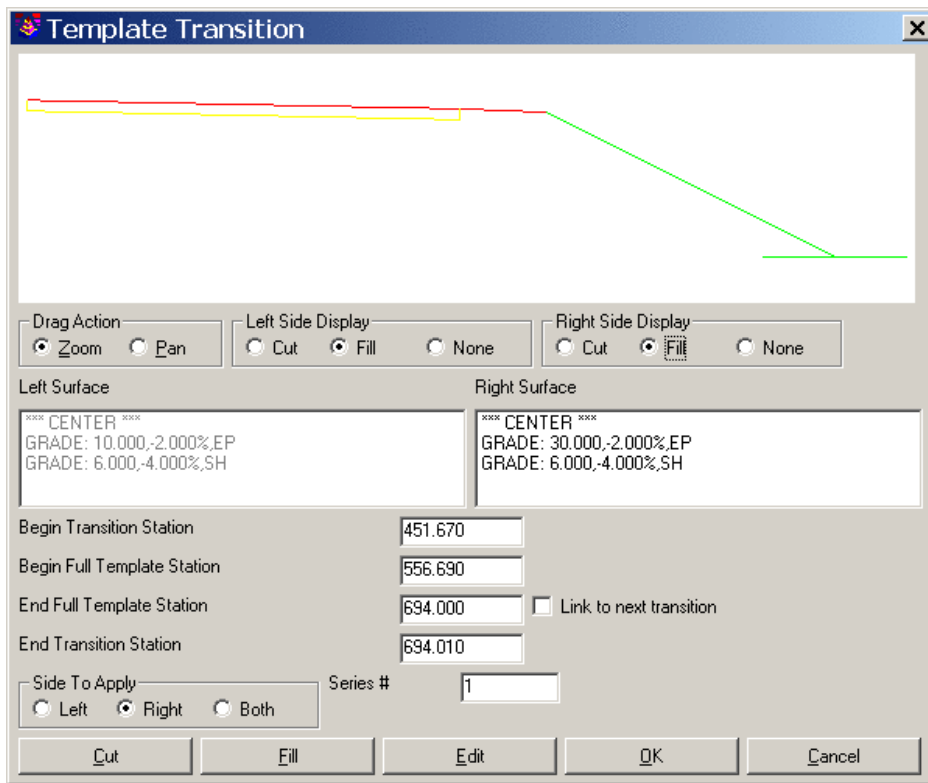 Template Transition
Drag Action
Zoom Pan
Left Side Display
Cut Fill None
Right Side Display
Cut Fill None
Left Surface
*** CENTER ***
GRADE: 10.000,-2.000%,EP
GRADE: 6.000,-4.000%,SH
Right Surface
*** CENTER ***
GRADE: 30.000,-2.000%,EP
GRADE: 6.000,-4.000%,SH
Begin Transition Station 451.670
Begin Full Template Station 556.690
End Full Template Station 694.000 Link to next transition
End Transition Station 694.010
Side To Apply
Left Right Both
Series # 1
Cut Fill Edit OK Cancel